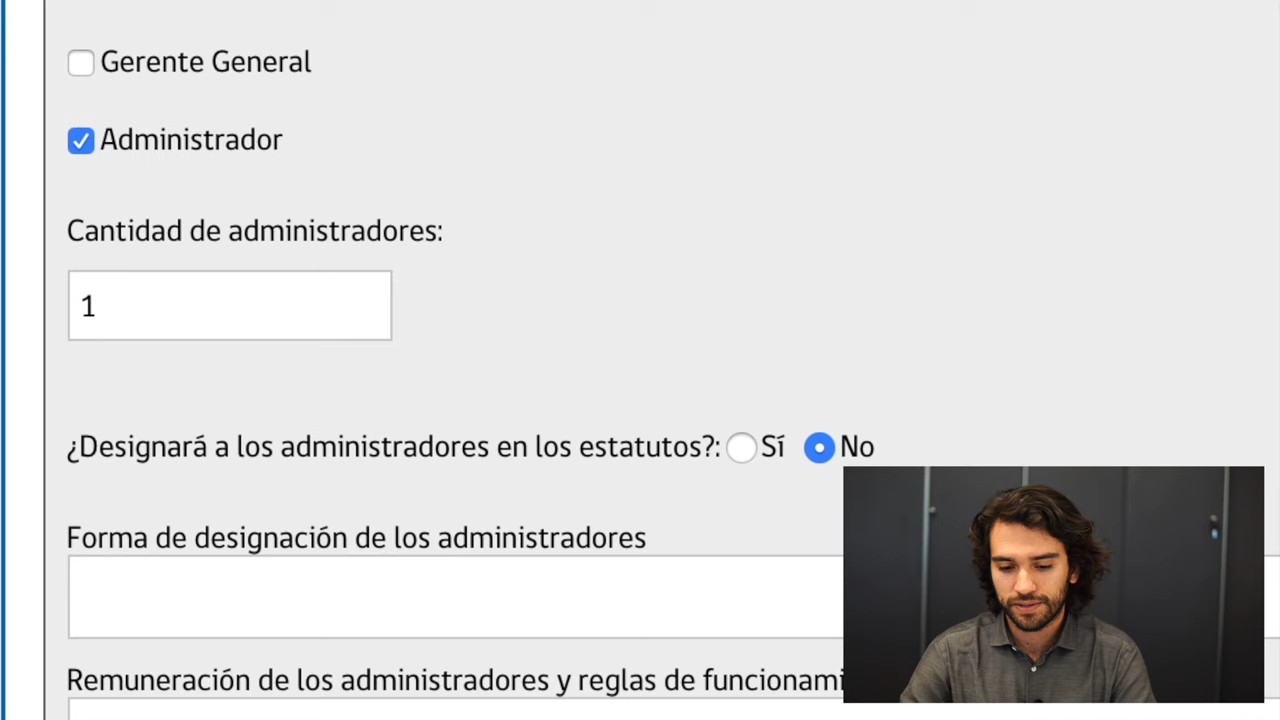 Gerente General
Administrador
Cantidad de administradores:
1
¿Designará a los administradores en los estatutos?: Sí No
Forma de designación de los administradores
Remuneración de los administradores y reglas de funcionami